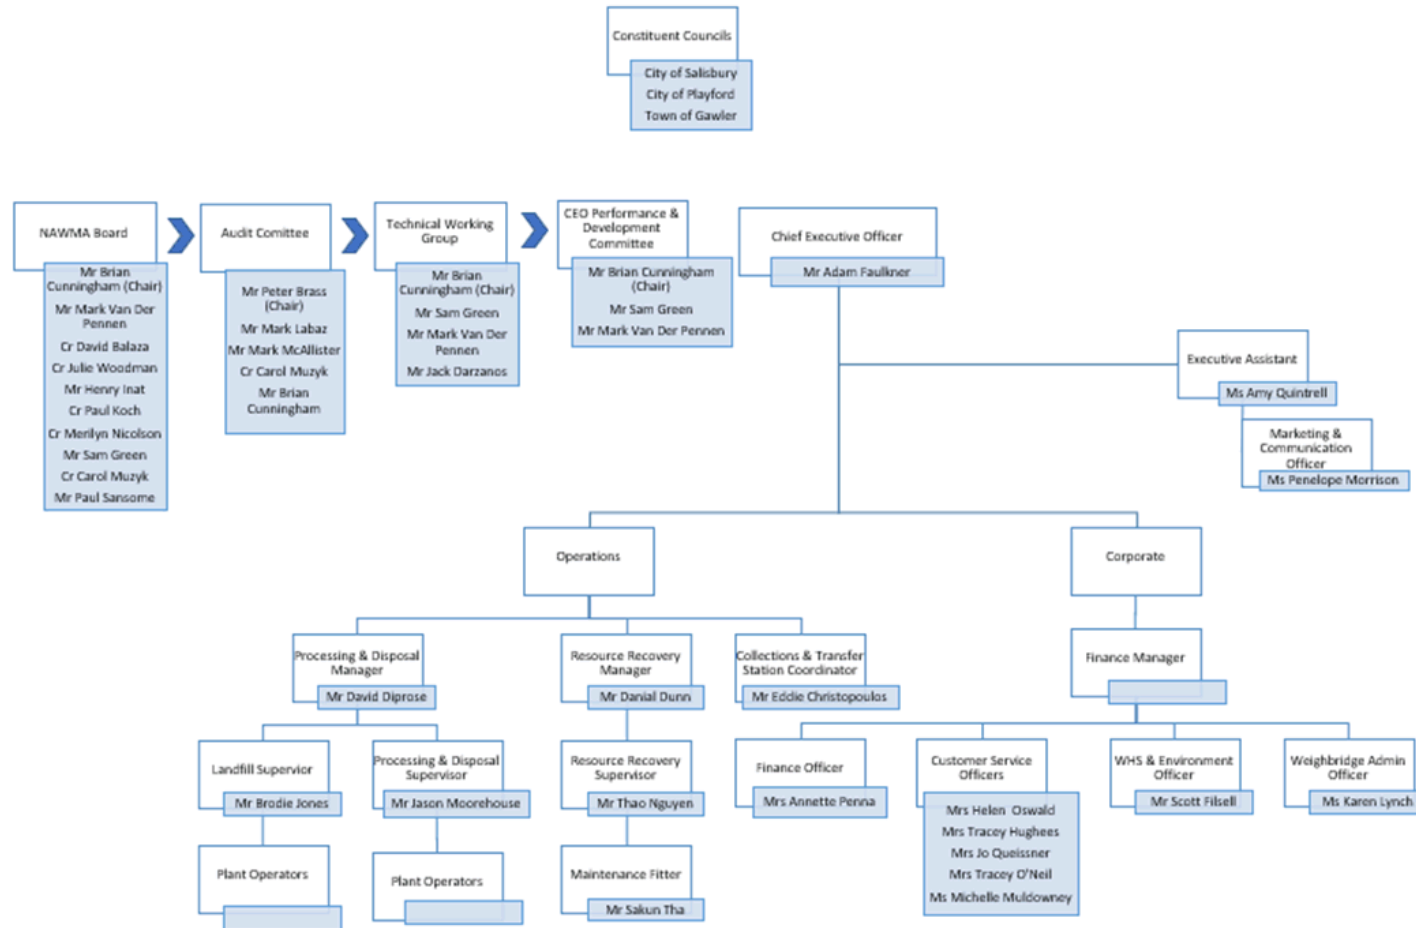 Constituent Councils
City of Salisbury
City of Playford
Town of Gawler
NAWMA Board
Mr Brian
Cunningham (Chair)
Mr Mark Van Der
Pennen
Cr David Balaza
Cr Julie Woodman
Mr Henry Inat
Cr Paul Koch
Cr Merilyn Nicolson
Mr Sam Green
Cr Carol Muzyk
Mr Paul Sansome
Audit Comittee
Mr Peter Brass
(Chair)
Mr Mark Labaz
Mr Mark McAllister
Cr Carol Muzyk
Mr Brian
Cunningham
Technical Working
Group
Mr Brian
Cunningham (Chair)
Mr Sam Green
Mr Mark Van Der
Pennen
Mr Jack Darzanos
CEO Performance &
Development
Committee
Mr Brian Cunningham
(Chair)
Mr Sam Green
Mr Mark Van Der Pennen
Chief Executive Officer
Mr Adam Faulkner
Executive Assistant
Ms Amy Quintrell
Marketing &
Communication
Officer
Ms Penelope Morrison
Operations
Corporate
Processing & Disposal
Manager
Mr David Diprose
Resource Recovery
Manager
Mr Danial Dunn
Collections & Transfer
Station Coordinator
Mr Eddie Christopoulos
Finance Manager
Landfill Supervior
Mr Brodie Jones
Processing & Disposal
Supervisor
Mr Jason Moorehouse
Resource Recovery
Supervisor
Mr Thao Nguyen
Finance Officer
Mrs Annette Penna
Customer Service
Officers
Mrs Helen Oswald
Mrs Tracey Hughees
Mrs Jo Queissner
Mrs Tracey O'Neil
Ms Michelle Muldowney
WHS & Environment
Officer
Mr Scott Filsell
Weighbridge Admin
Officer
Ms Karen Lynch
Plant Operators
Plant Operators
Maintenance Fitter
Mr Sakun Tha